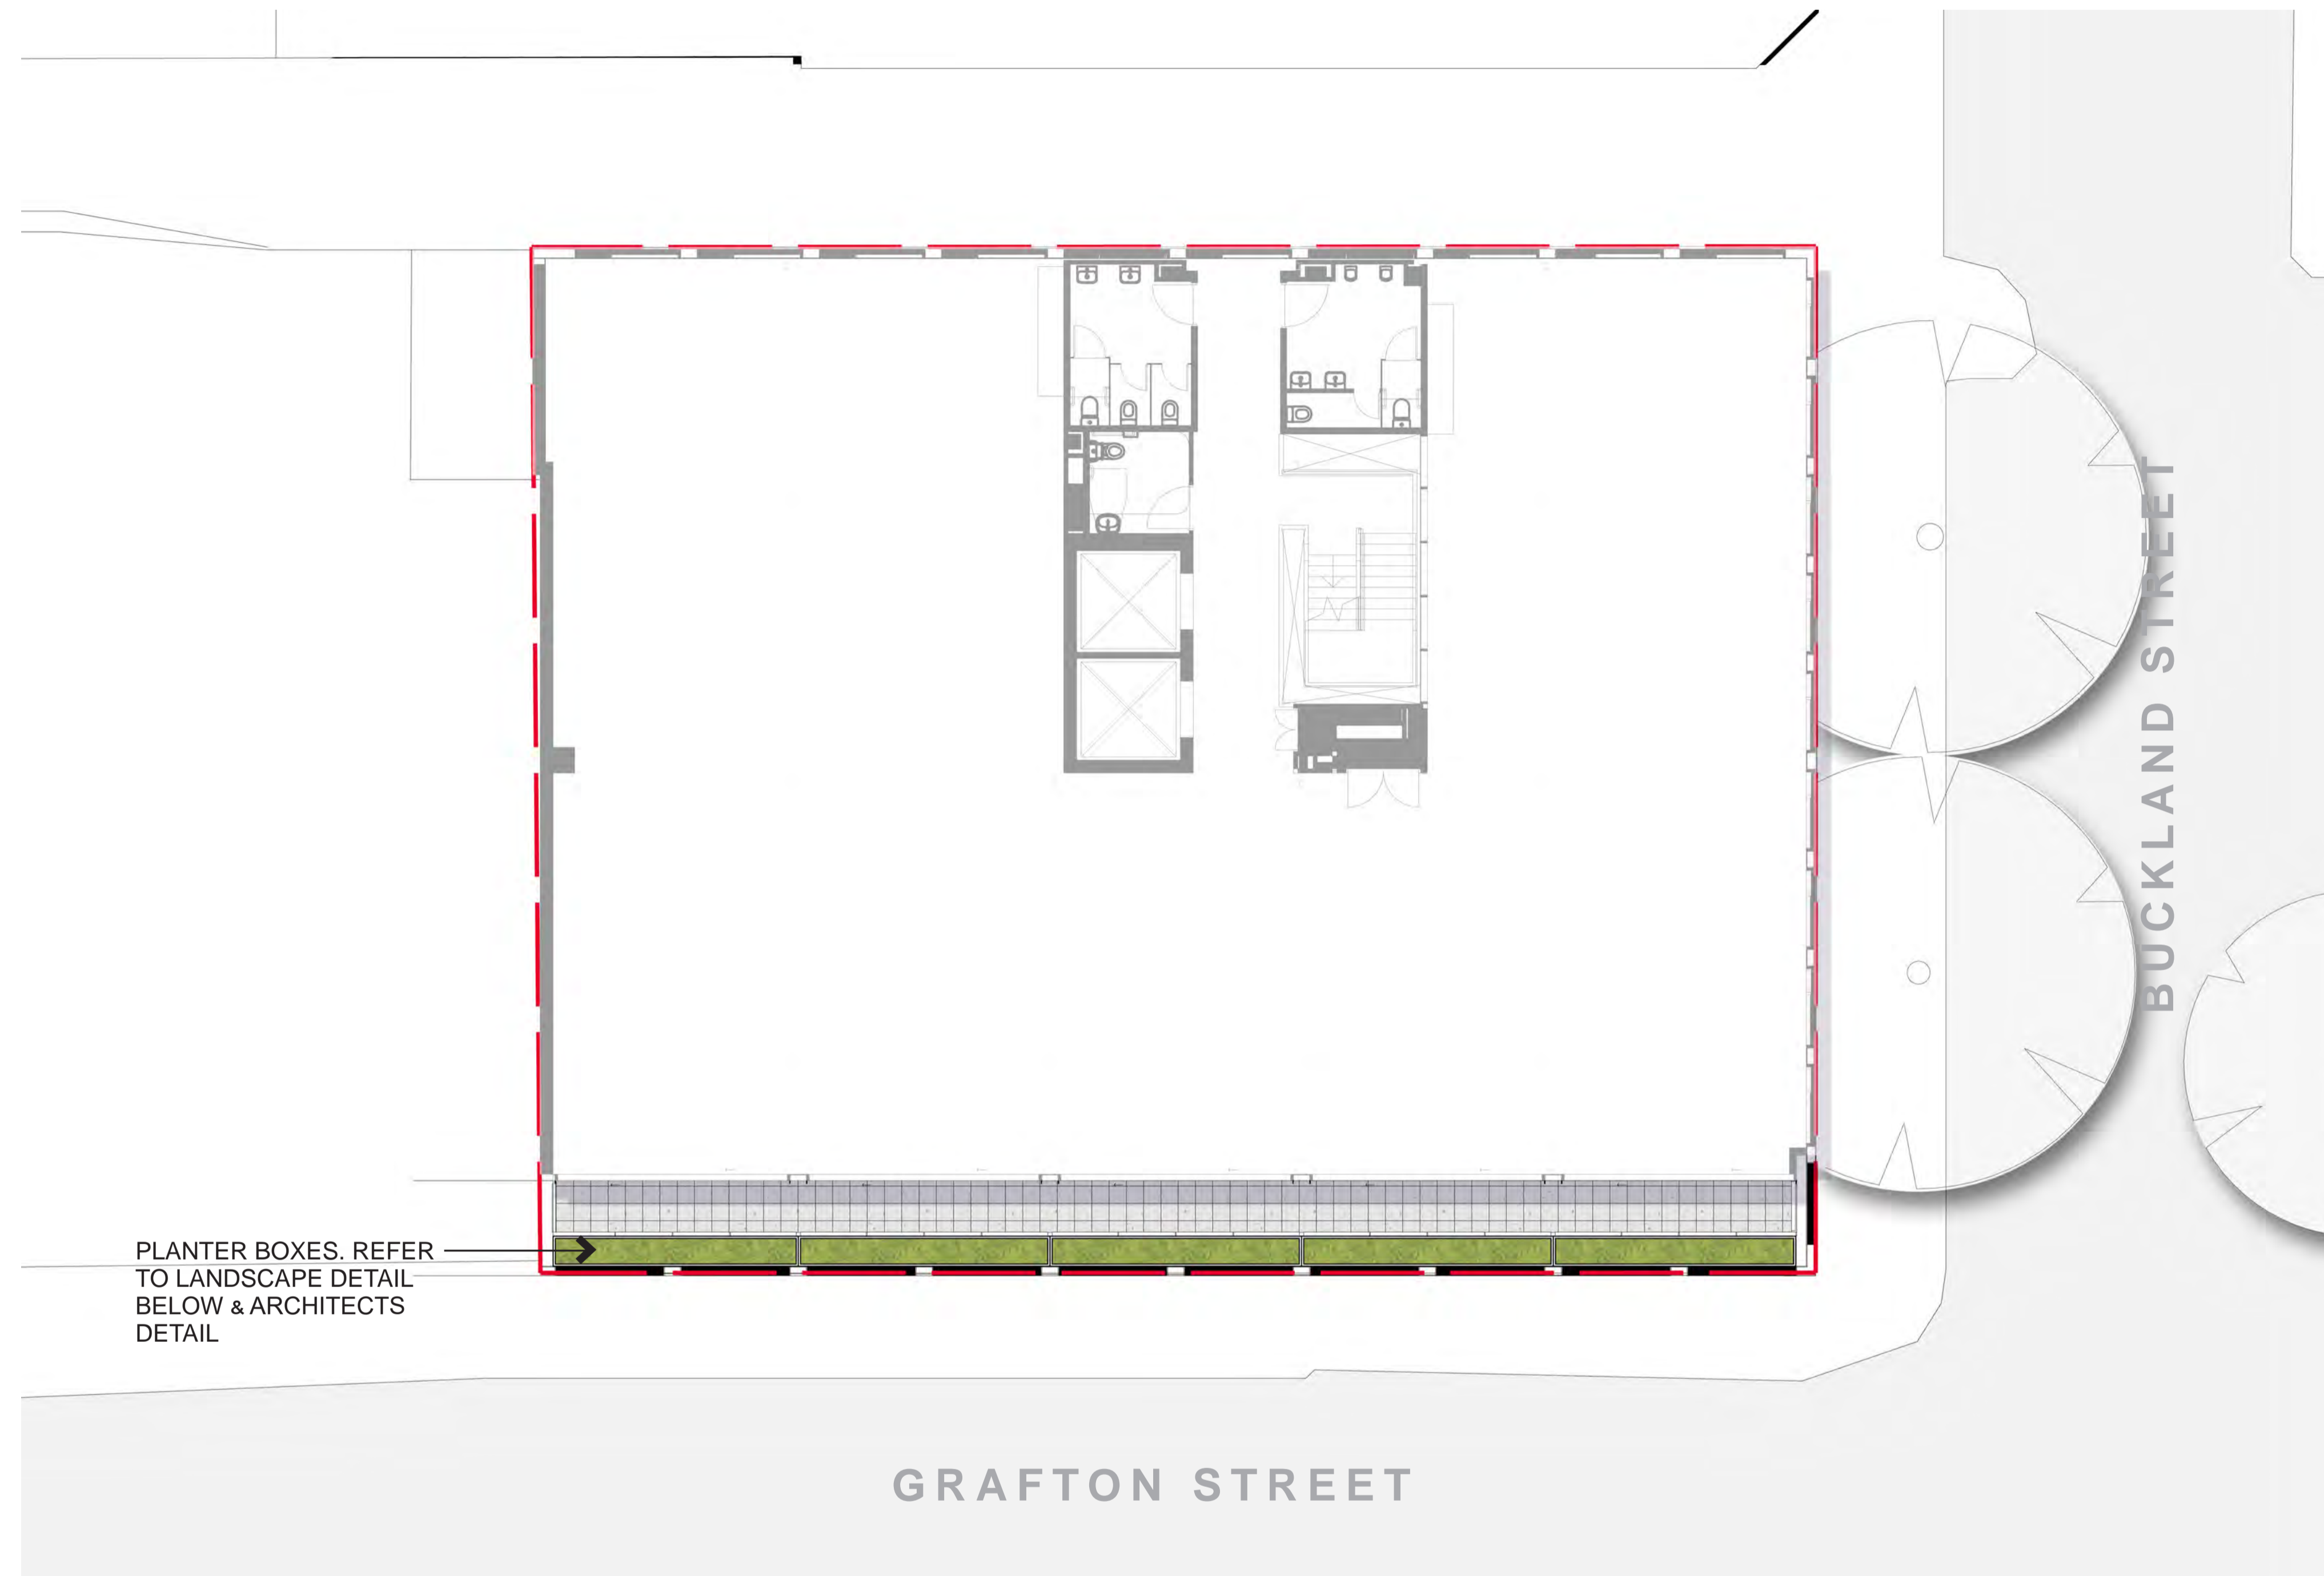 BUCKLAND STREET
PLANTER BOXES. REFER
TO LANDSCAPE DETAIL
BELOW & ARCHITECTS
DETAIL
GRAFTON STREET